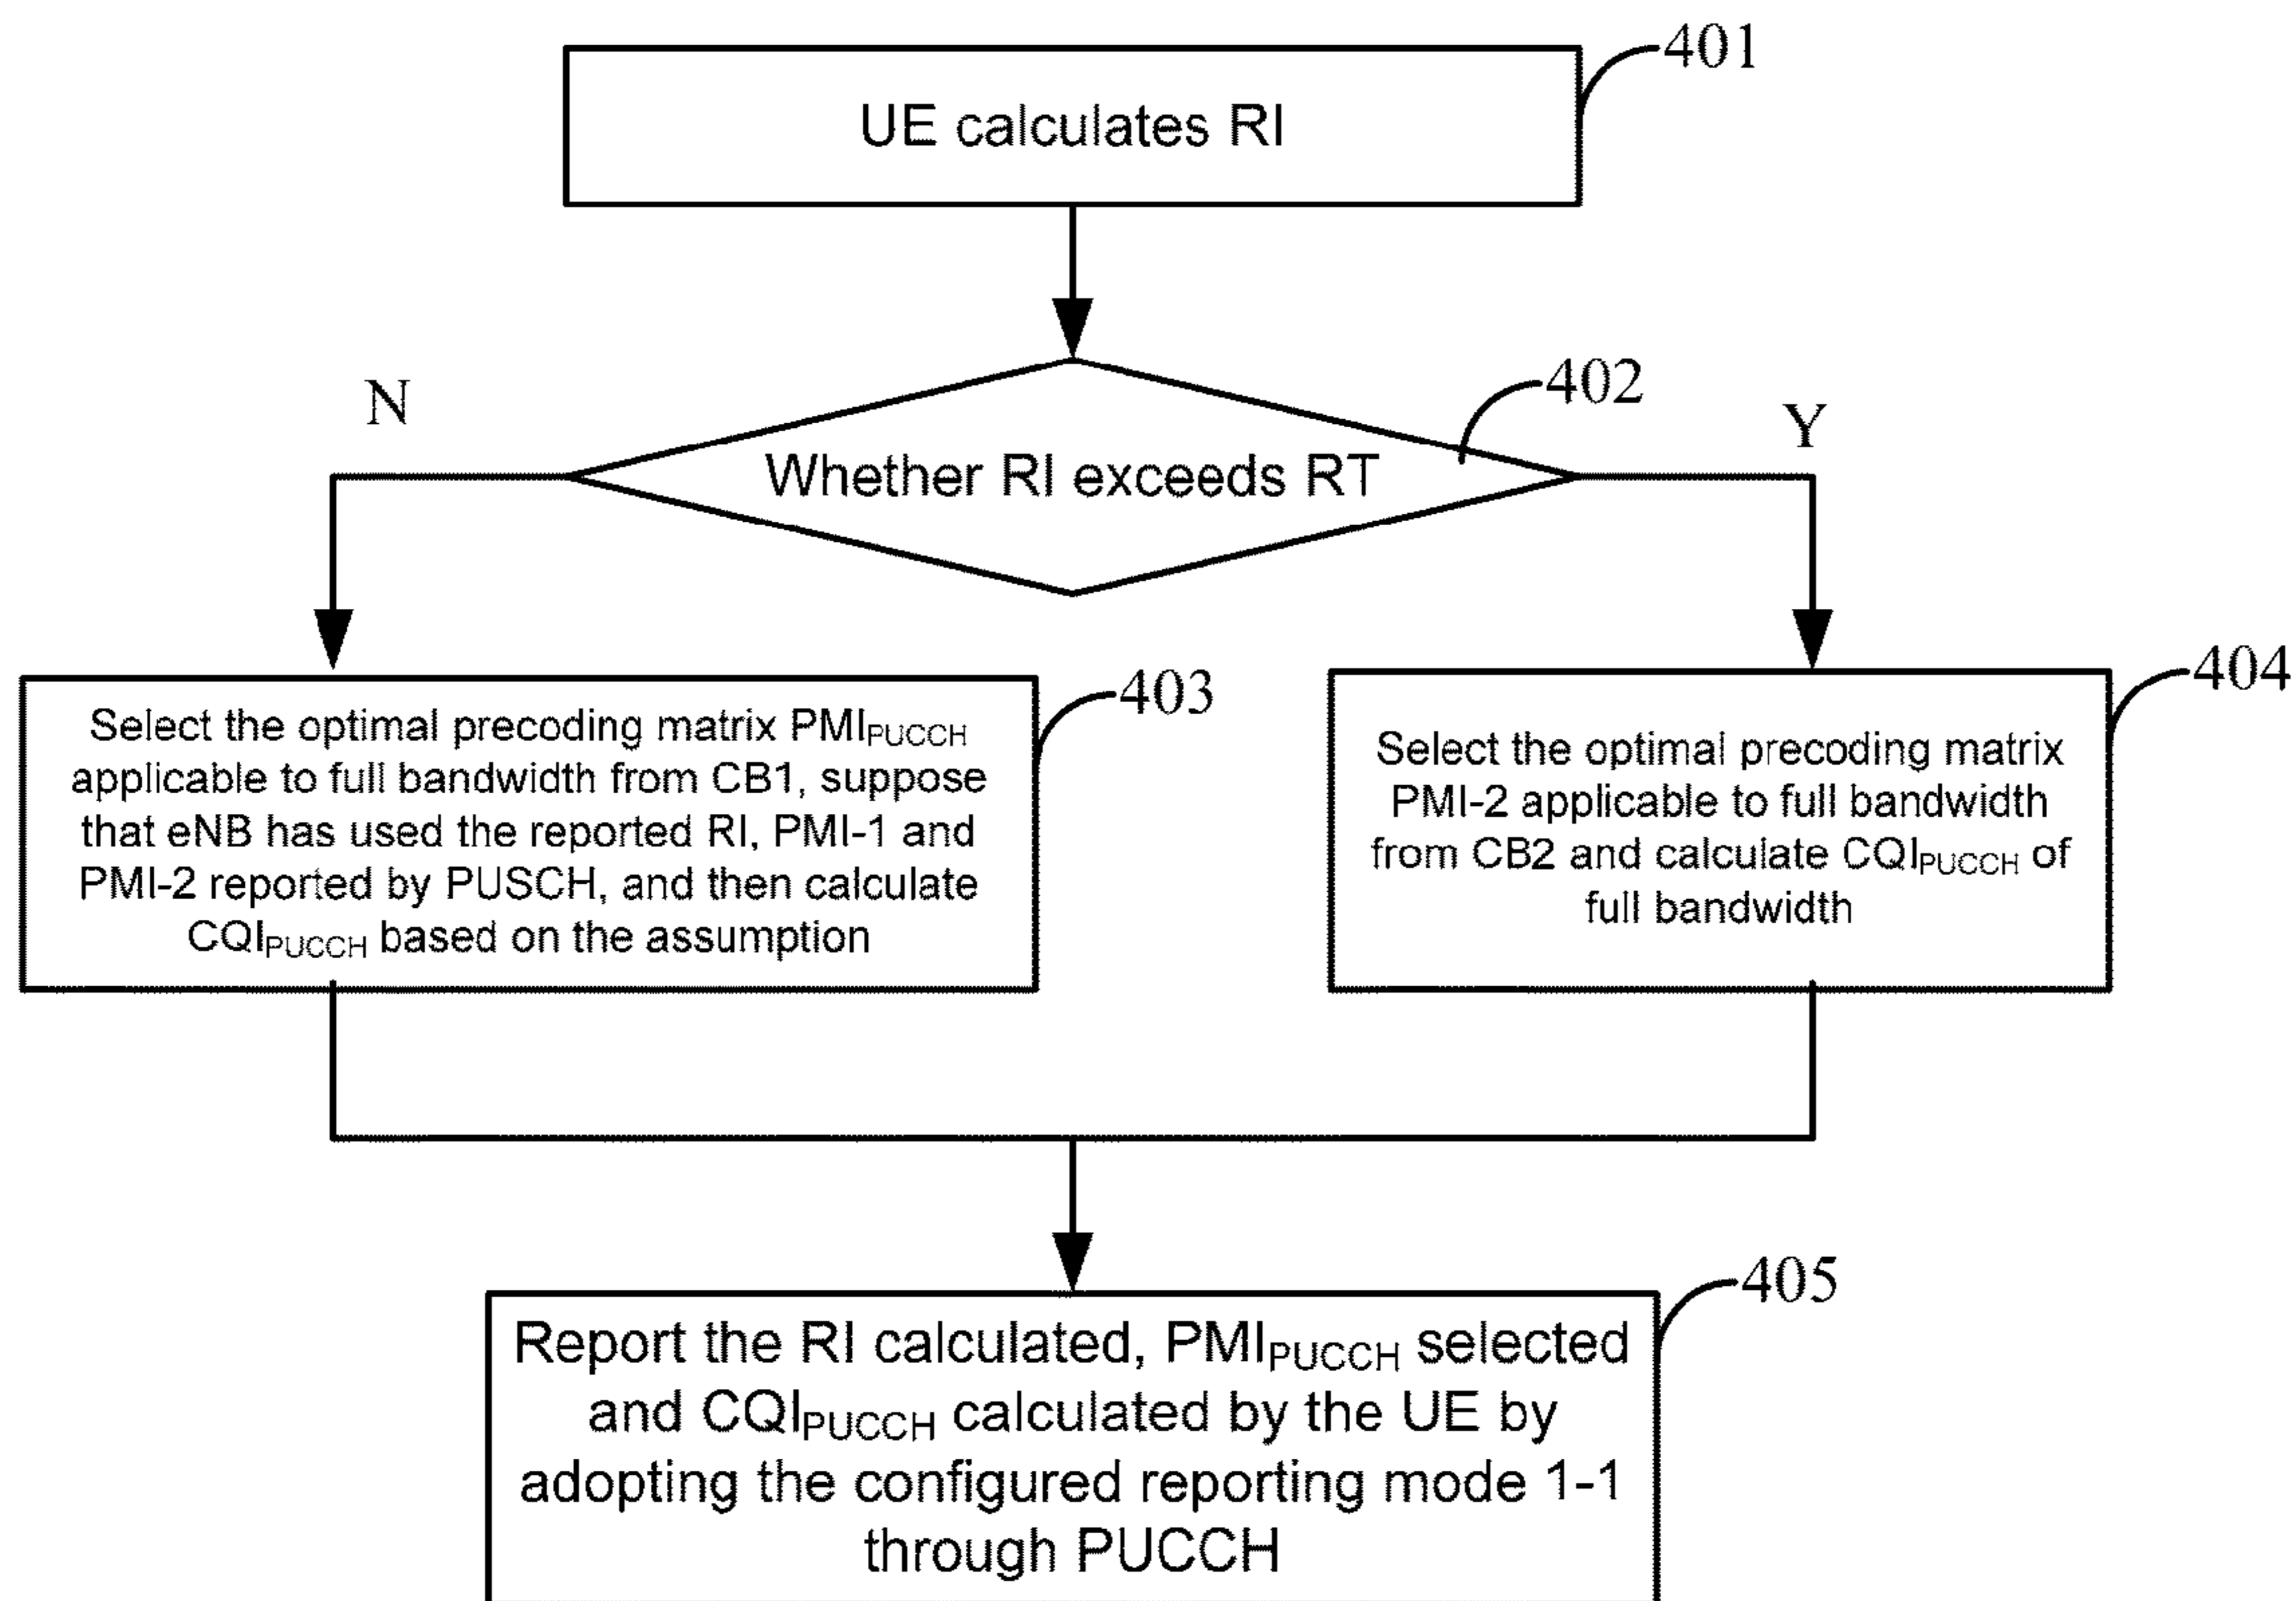 401
UE calculates RI
402
N
Y
Whether RI exceeds RT
403
404
Select the optimal precoding matrix PMIPUCCH
applicable to full bandwidth from CB1, suppose
that eNB has used the reported RI, PMI-1 and
PMI-2 reported by PUSCH, and then calculate
CQIPUCCH based on the assumption
Select the optimal precoding matrix
PMI-2 applicable to full bandwidth
from CB2 and calculate CQIPUCCH of
full bandwidth
405
Report the RI calculated, PMIPUCCH selected
and CQIPUCCH calculated by the UE by
adopting the configured reporting mode 1-1
through PUCCH